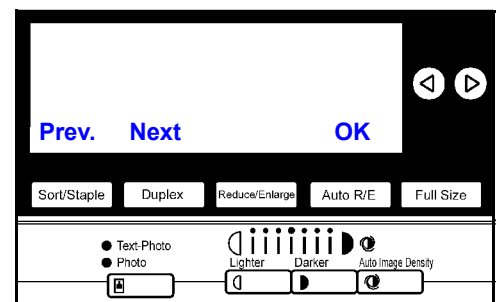 Prev. Next OK
Sort/Staple Duplex Reduce/Enlarge Auto R/E Full Size
Text-Photo
Photo
Lighter Darker Auto Image Density